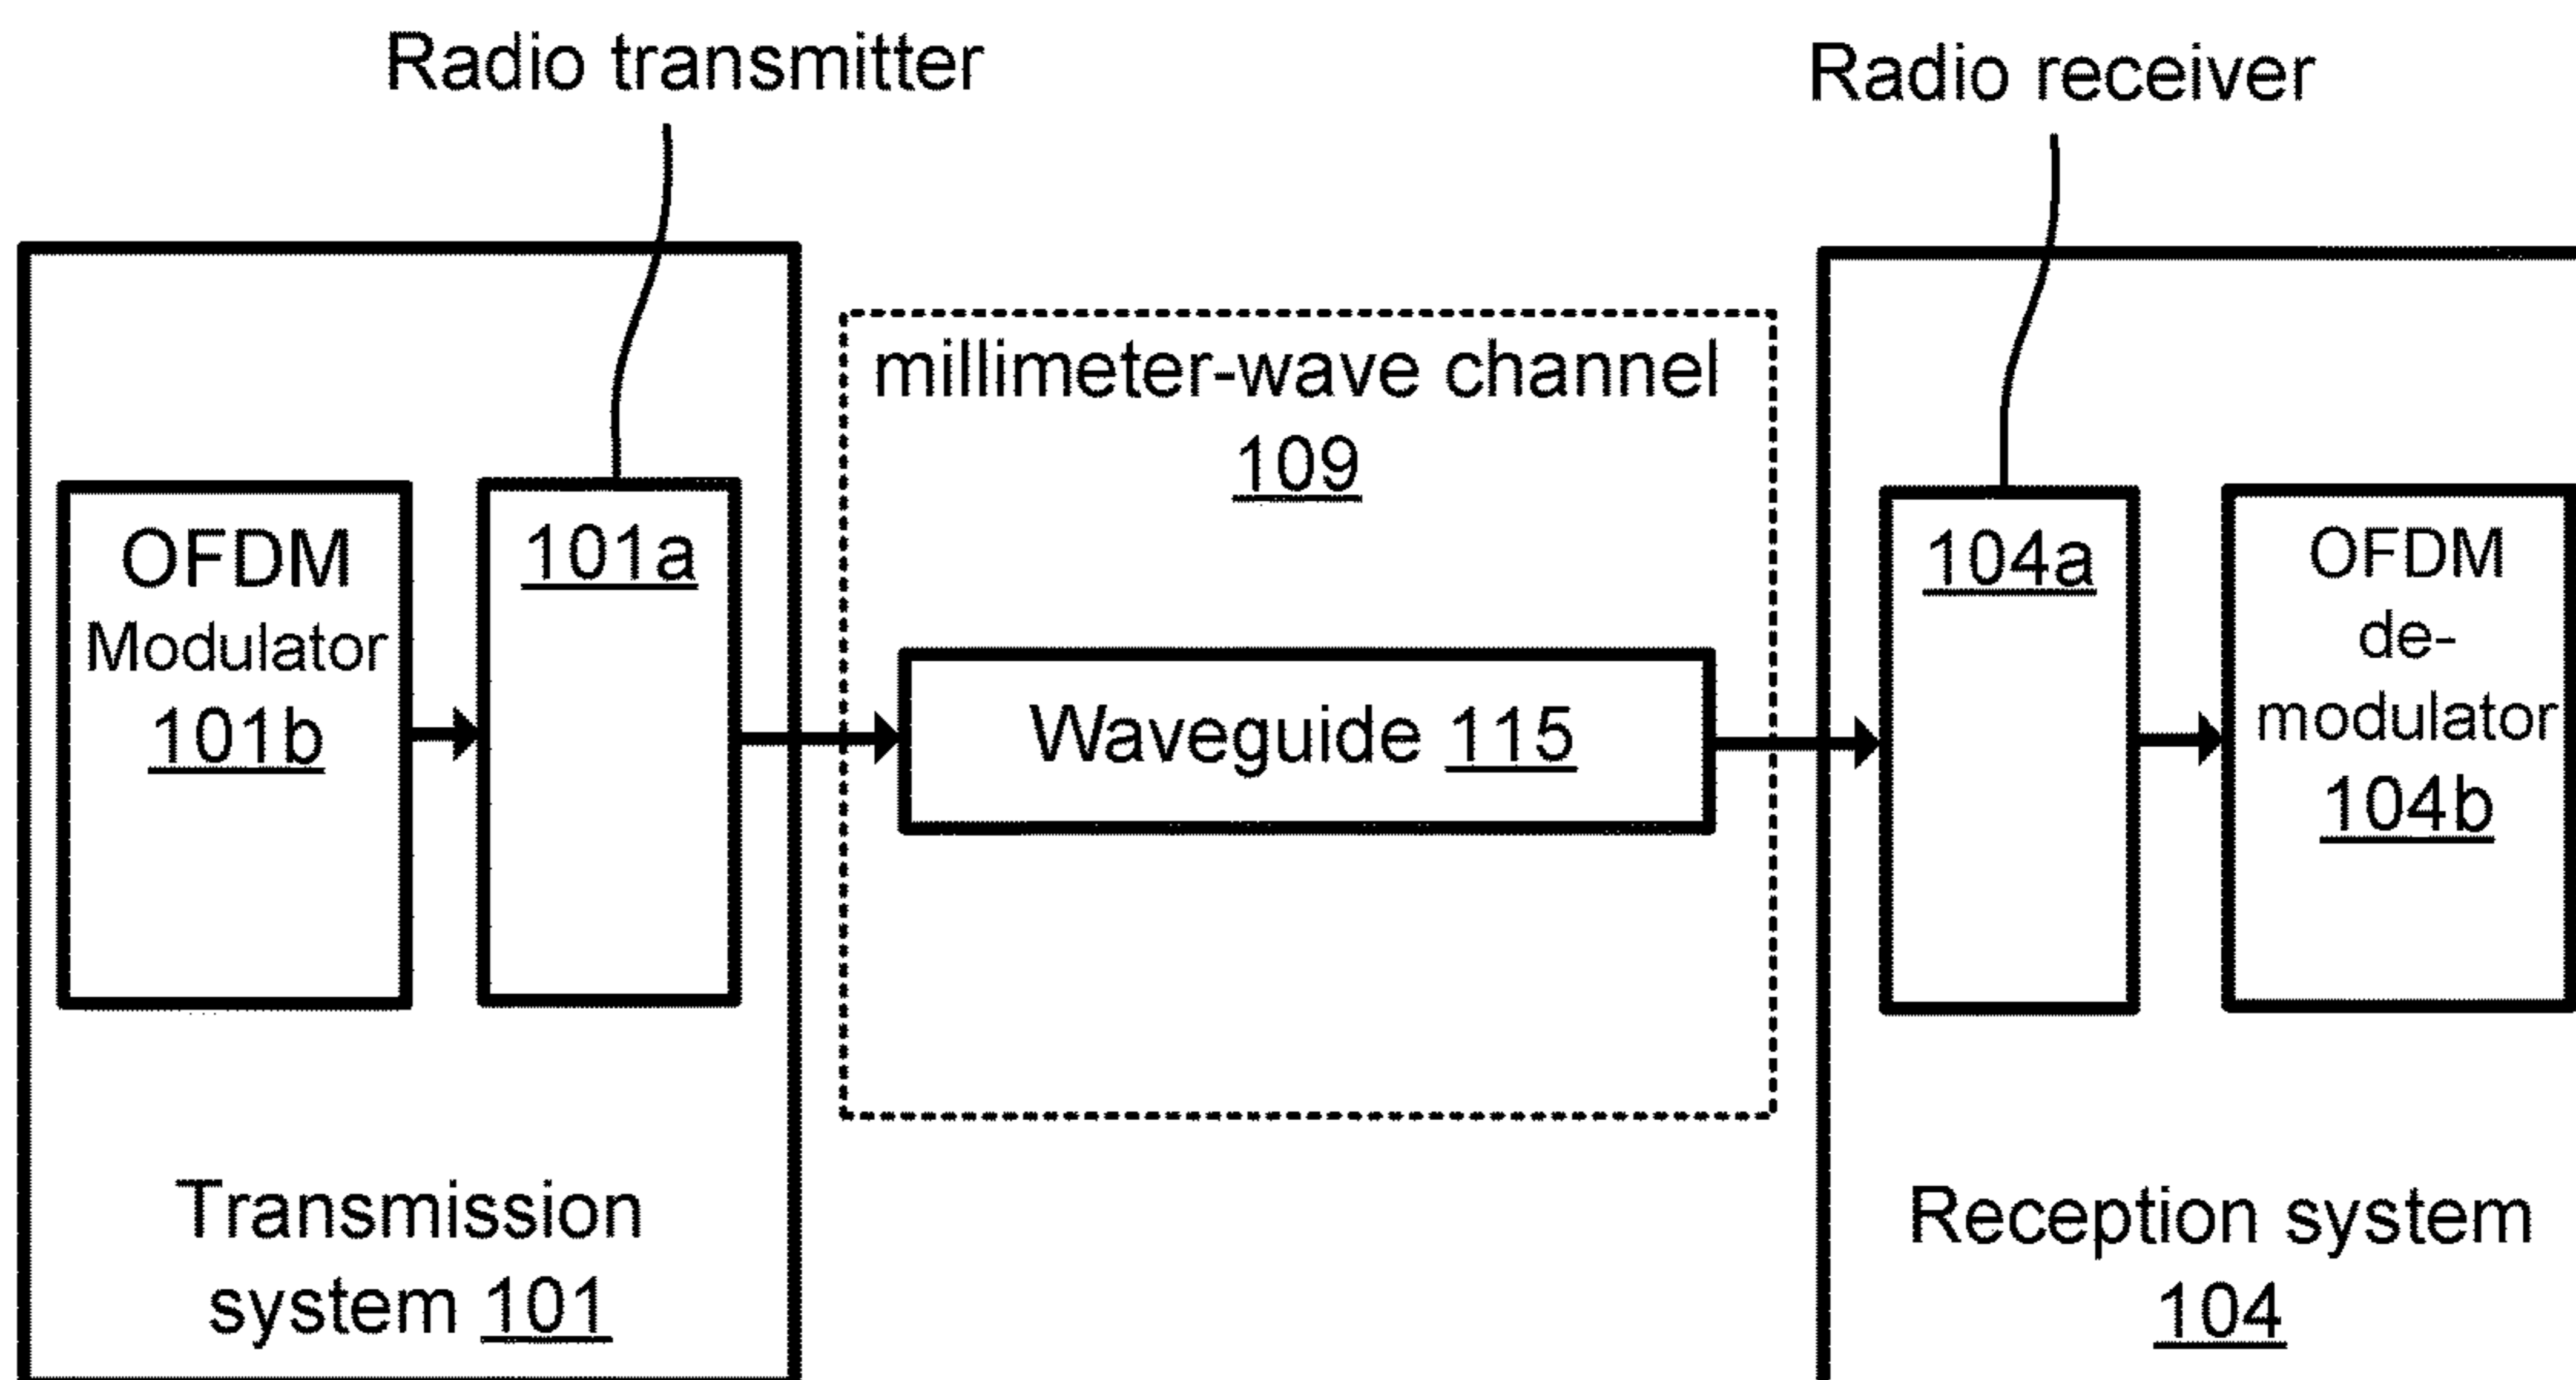 Radio transmitter
Radio receiver
millimeter-wave channel
109
OFDM
Modulator
101b
101a
Waveguide 115
104a
OFDM
de-
modulator
104b
Transmission
system 101
Reception system
104